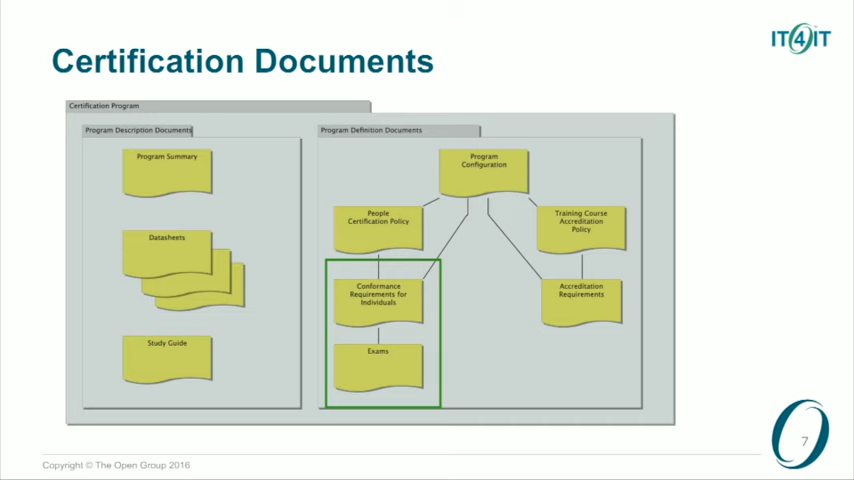 IT4IT
Certification Documents
Certification Program
Program Description Documents
Program Summary
Datasheets
Study Guide
Program Definition Documents
Program
Configuration
People
Certification Policy
Training Course
Accreditation
Policy
Conformance
Requirements for
Individuals
Accreditation
Requirements
Exams
7
Copyright © The Open Group 2016